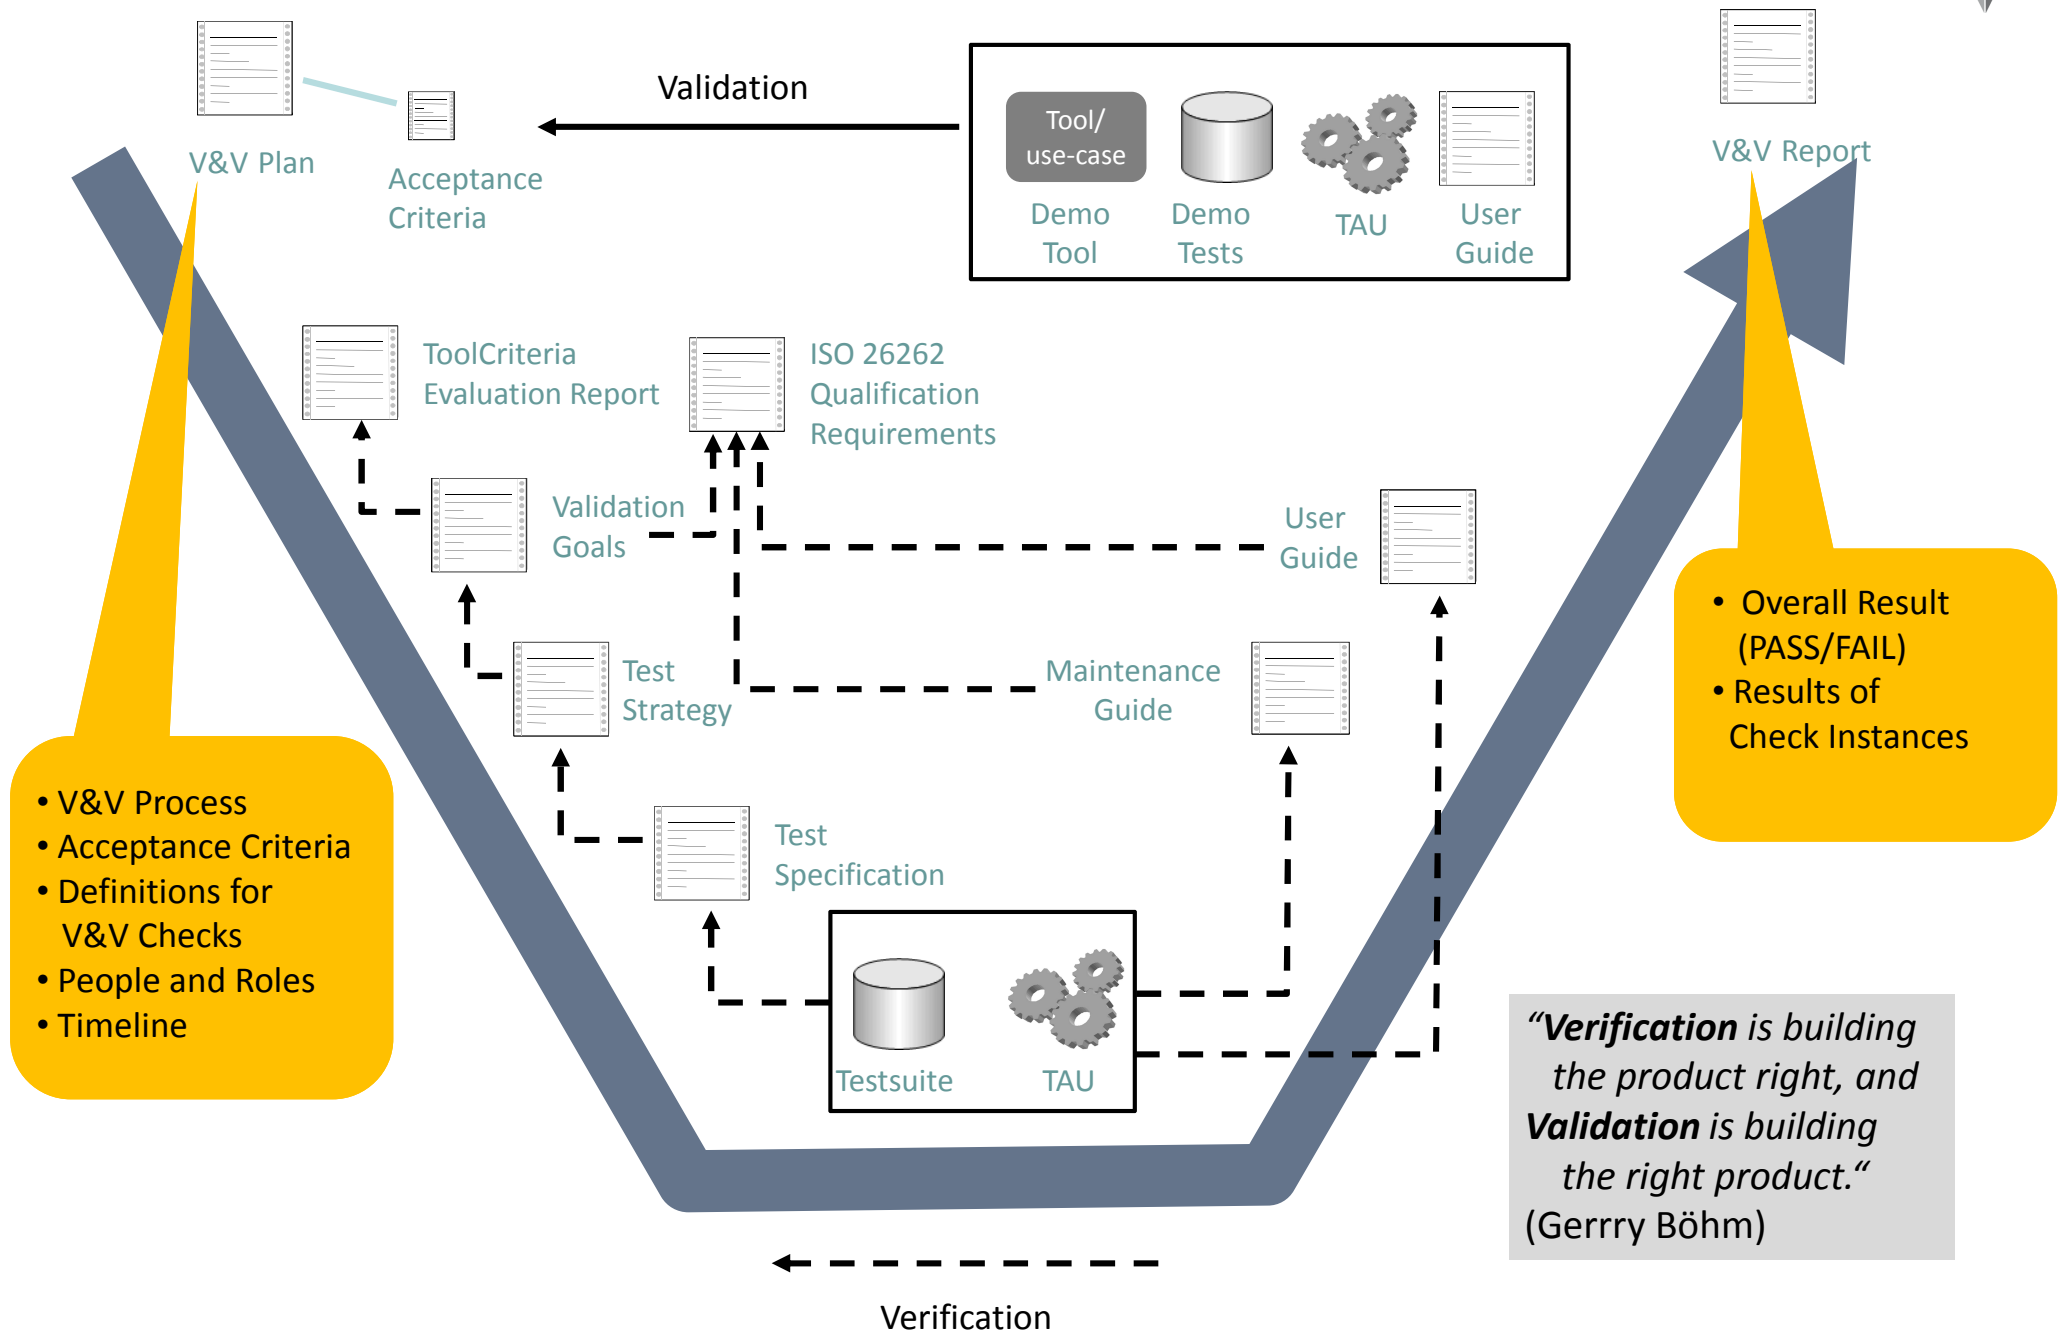 Validation
Tool/
use-case
V&V Plan
Acceptance
Criteria
Demo
Tool
Demo
Tests
TAU
User
Guide
V&V Report
ToolCriteria
Evaluation Report
ISO 26262
Qualification
Requirements
Validation
Goals
User
Guide
Test
Strategy
Maintenance
Guide
Test
Specification
Testsuite
TAU
• V&V Process
• Acceptance Criteria
• Definitions for
V&V Checks
• People and Roles
• Timeline
• Overall Result
(PASS/FAIL)
• Results of
Check Instances
“Verification is building
the product right, and
Validation is building
the right product.“
(Gerrry Böhm)
Verification